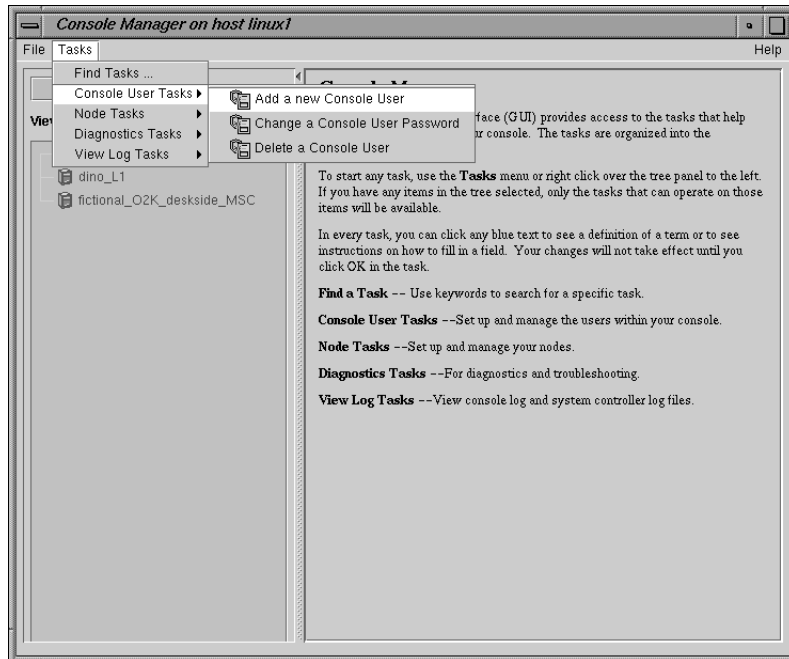 Console Manager on host linux1
File Tasks Help
Find Tasks ...
Console User Tasks
Node Tasks
Diagnostics Tasks
View Log Tasks
Add a new Console User
Change a Console User Password
Delete a Console User
dino_L1
fictional_O2K_deskside_MSC
(GUI) provides access to the tasks that help
console. The tasks are organized into the
To start any task, use the Tasks menu or right click over the tree panel to the left.
If you have any items in the tree selected, only the tasks that can operate on those
items will be available.
In every task, you can click any blue text to see a definition of a term or to see
instructions on how to fill in a field. Your changes will not take effect until you
click OK in the task.
Find a Task -- Use keywords to search for a specific task.
Console User Tasks --Set up and manage the users within your console.
Node Tasks --Set up and manage your nodes.
Diagnostics Tasks --For diagnostics and troubleshooting.
View Log Tasks --View console log and system controller log files.